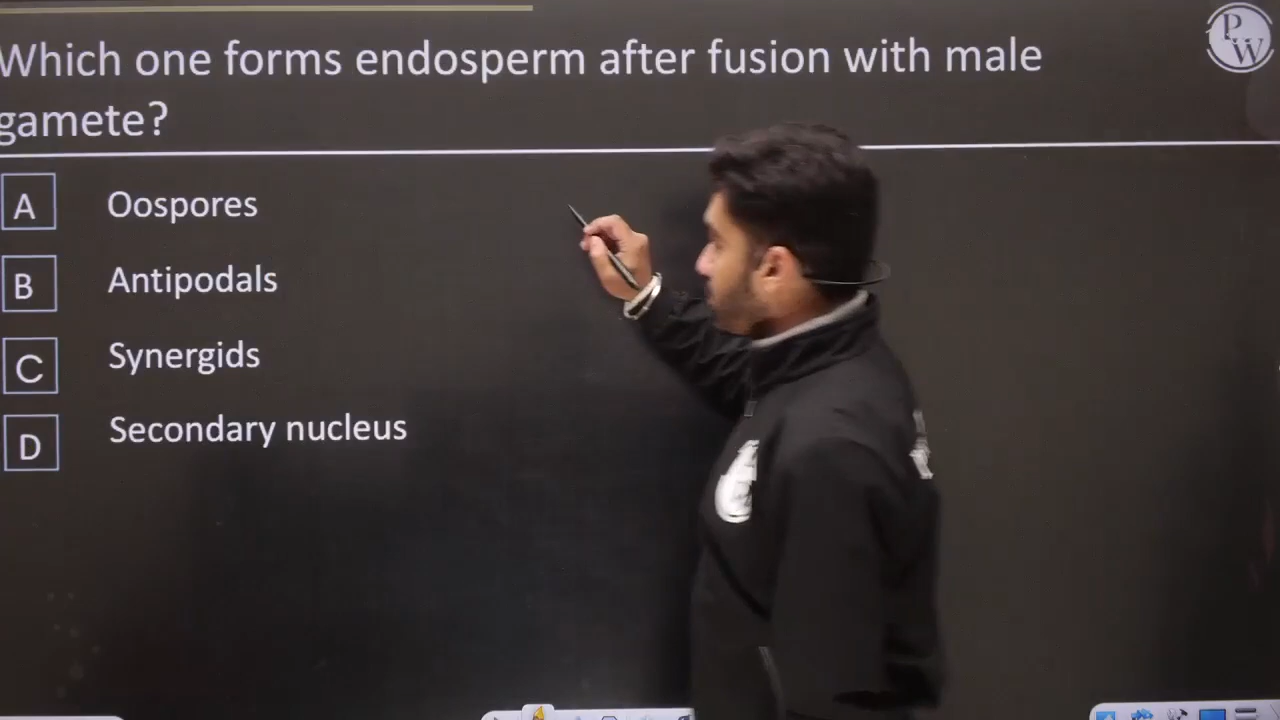 Which one forms endosperm after fusion with male
gamete?
A Oospores
B Antipodals
C Synergids
D Secondary nucleus
P
W